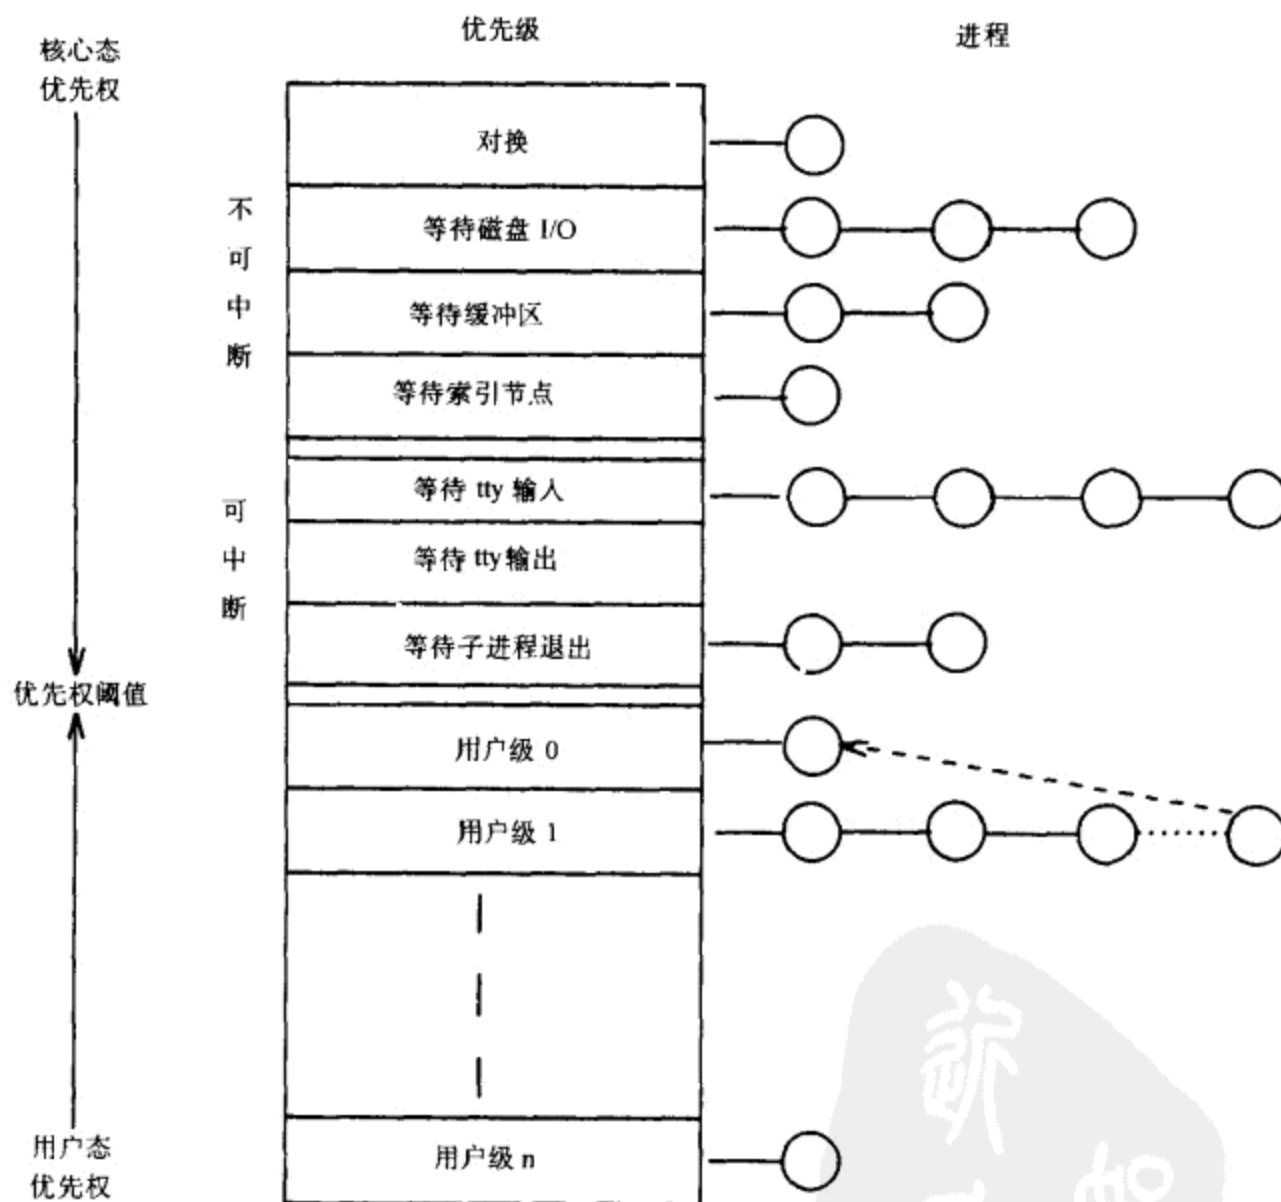 核心态
优先权
优先级
进程
对换
不可中断
等待磁盘 I/O
等待缓冲区
等待索引节点
可中断
等待 tty 输入
等待 tty 输出
等待子进程退出
优先权阈值
用户级 0
用户级 1
用户级 n
用户态
优先权